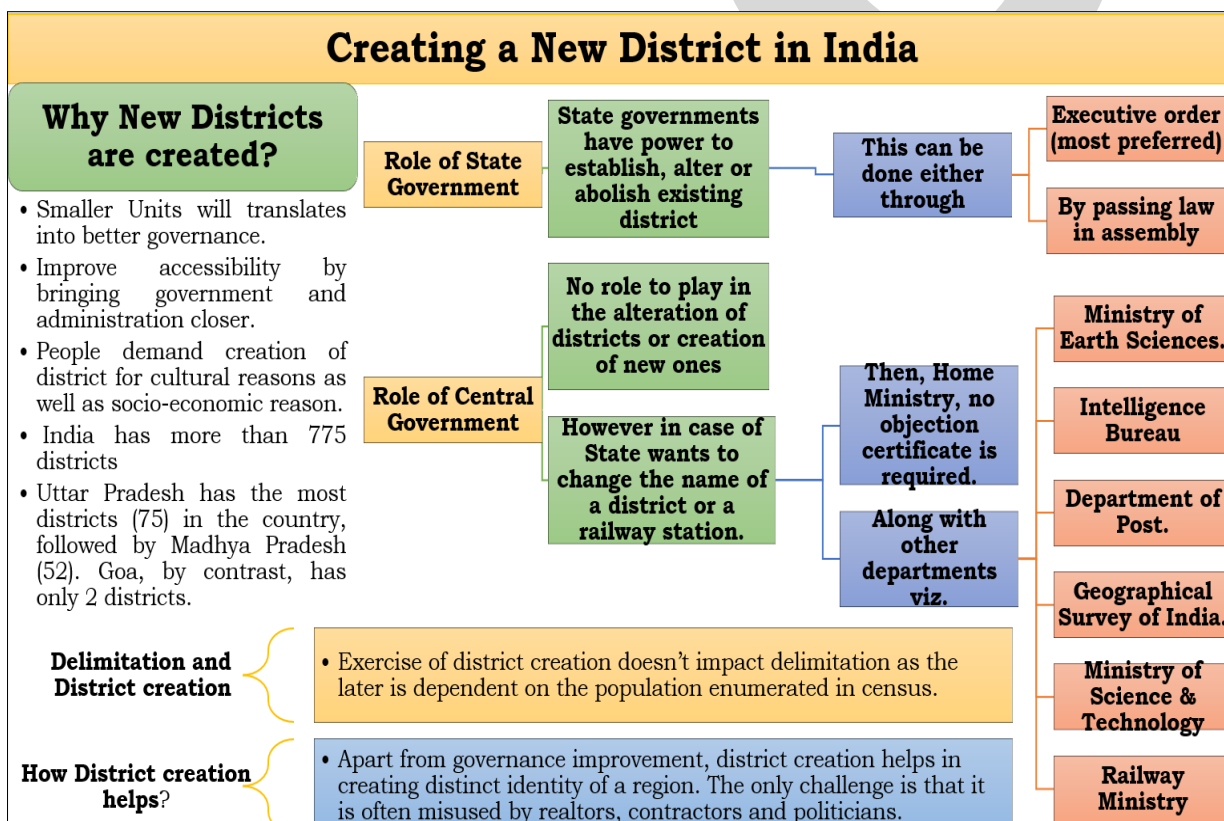 Creating a New District in India
Why New Districts
are created?
• Smaller Units will translates
into better governance.
• Improve accessibility by
bringing government and
administration closer.
• People demand creation of
district for cultural reasons as
well as socio-economic reason.
• India has more than 775
districts
• Uttar Pradesh has the most
districts (75) in the country,
followed by Madhya Pradesh
(52). Goa, by contrast, has
only 2 districts.
Role of State
Government
State governments
have power to
establish, alter or
abolish existing
district
This can be
done either
through
Executive order
(most preferred)
By passing law
in assembly
Role of Central
Government
No role to play in
the alteration of
districts or creation
of new ones
However in case of
State wants to
change the name of
a district or a
railway station.
Then, Home
Ministry, no
objection
certificate is
required.
Along with
other
departments
viz.
Ministry of
Earth Sciences.
Intelligence
Bureau
Department of
Post.
Geographical
Survey of India.
Ministry of
Science &
Technology
Railway
Ministry
Delimitation and
District creation
• Exercise of district creation doesn’t impact delimitation as the
later is dependent on the population enumerated in census.
How District creation
helps?
• Apart from governance improvement, district creation helps in
creating distinct identity of a region. The only challenge is that it
is often misused by realtors, contractors and politicians.